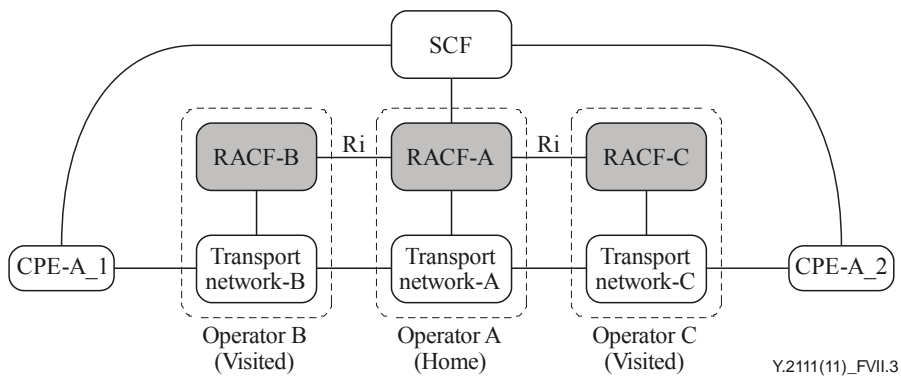 SCF
RACF-B
Ri
RACF-A
Ri
RACF-C
CPE-A_1
Transport
network-B
Transport
network-A
Transport
network-C
CPE-A_2
Operator B
(Visited)
Operator A
(Home)
Operator C
(Visited)
Y.2111(11)_FVII.3